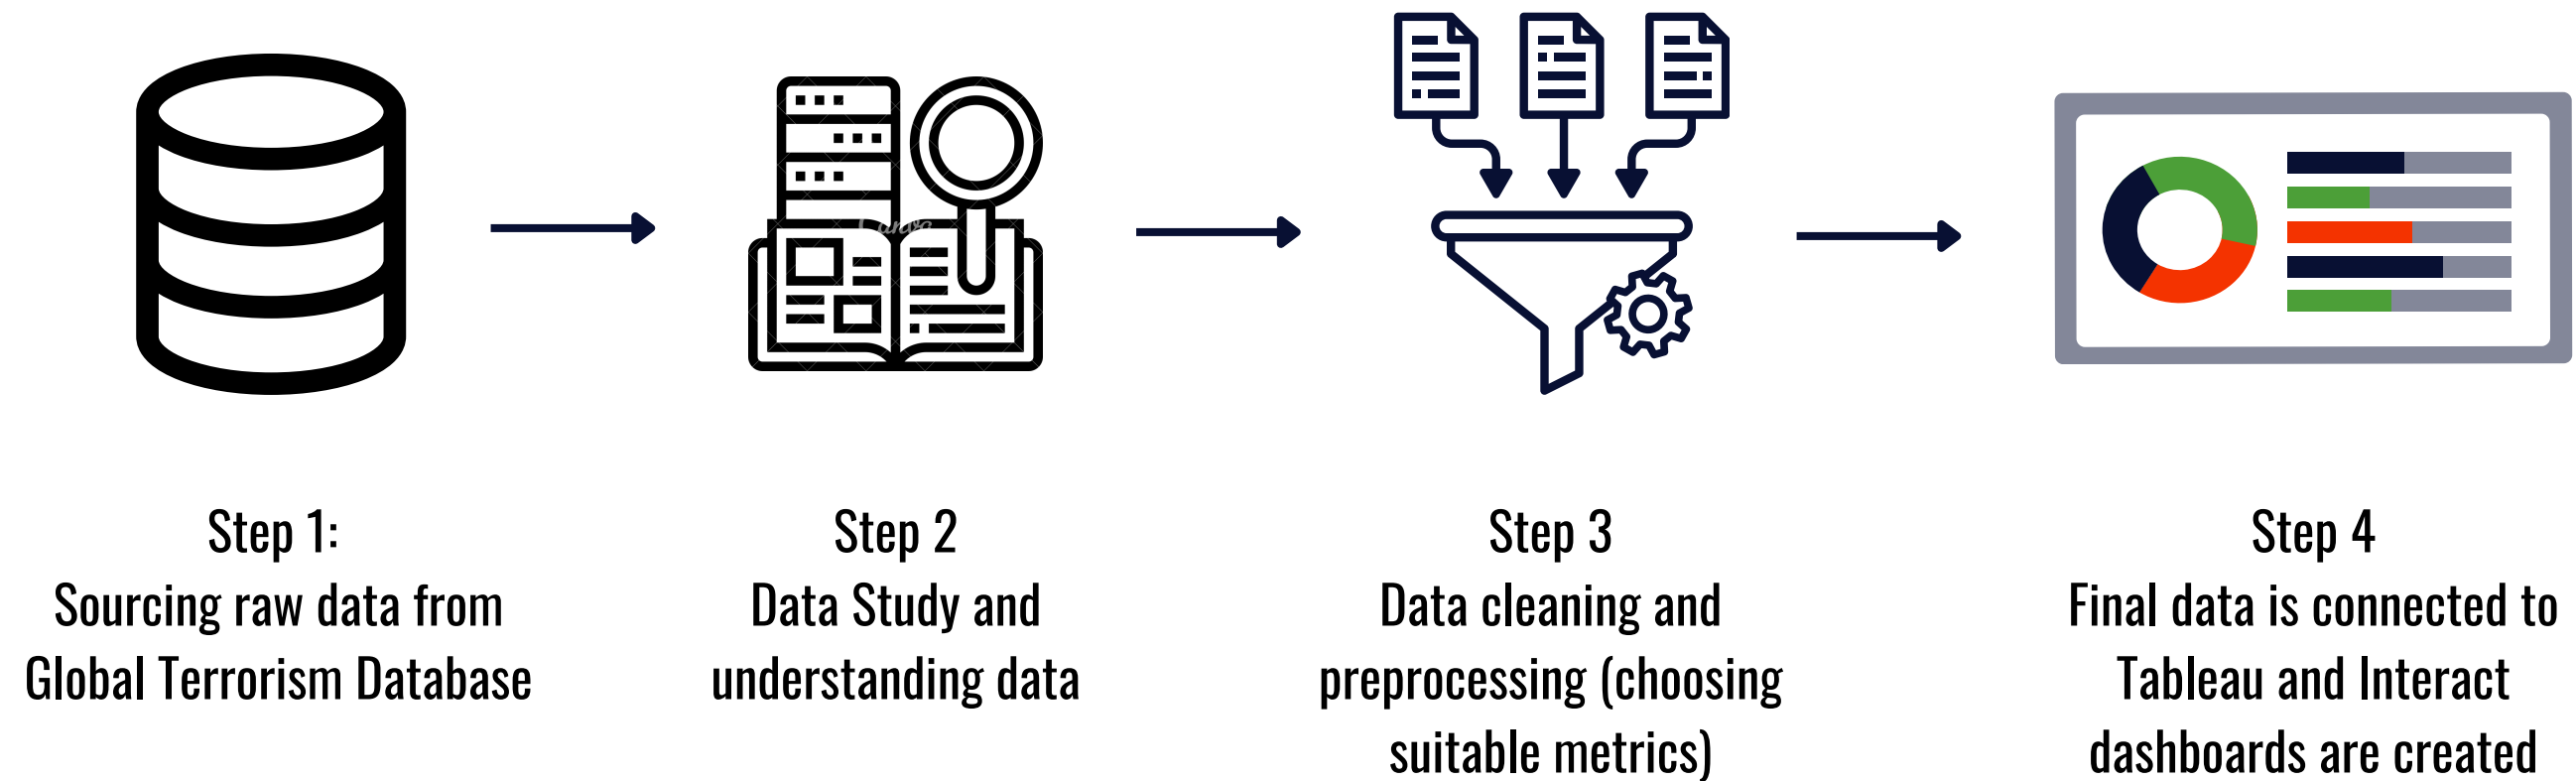 Canva
Step 1:
Sourcing raw data from
Global Terrorism Database
Step 2
Data Study and
understanding data
Step 3
Data cleaning and
preprocessing (choosing
suitable metrics)
Step 4
Final data is connected to
Tableau and Interact
dashboards are created